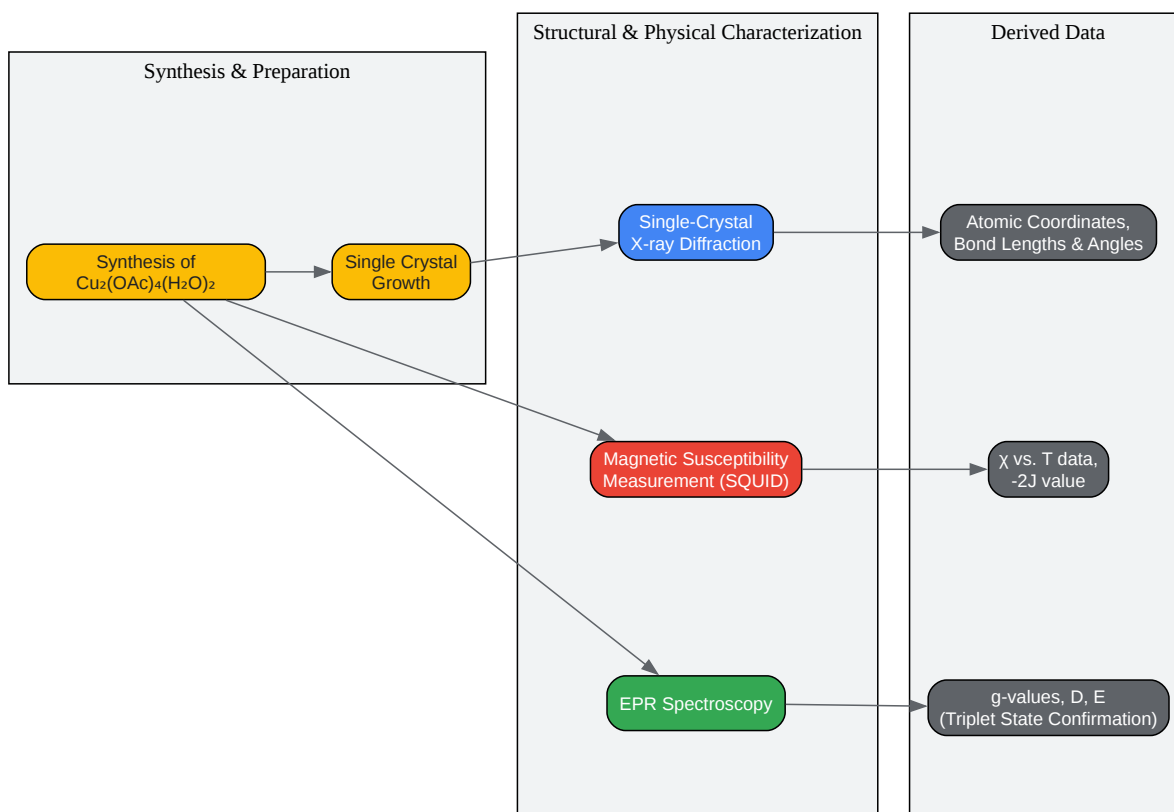 Synthesis & Preparation
Synthesis of
Cu₂(OAc)₄(H₂O)₂
Single Crystal
Growth
Structural & Physical Characterization
Single-Crystal
X-ray Diffraction
Magnetic Susceptibility
Measurement (SQUID)
EPR Spectroscopy
Derived Data
Atomic Coordinates,
Bond Lengths & Angles
χ vs. T data,
-2J value
g-values, D, E
(Triplet State Confirmation)